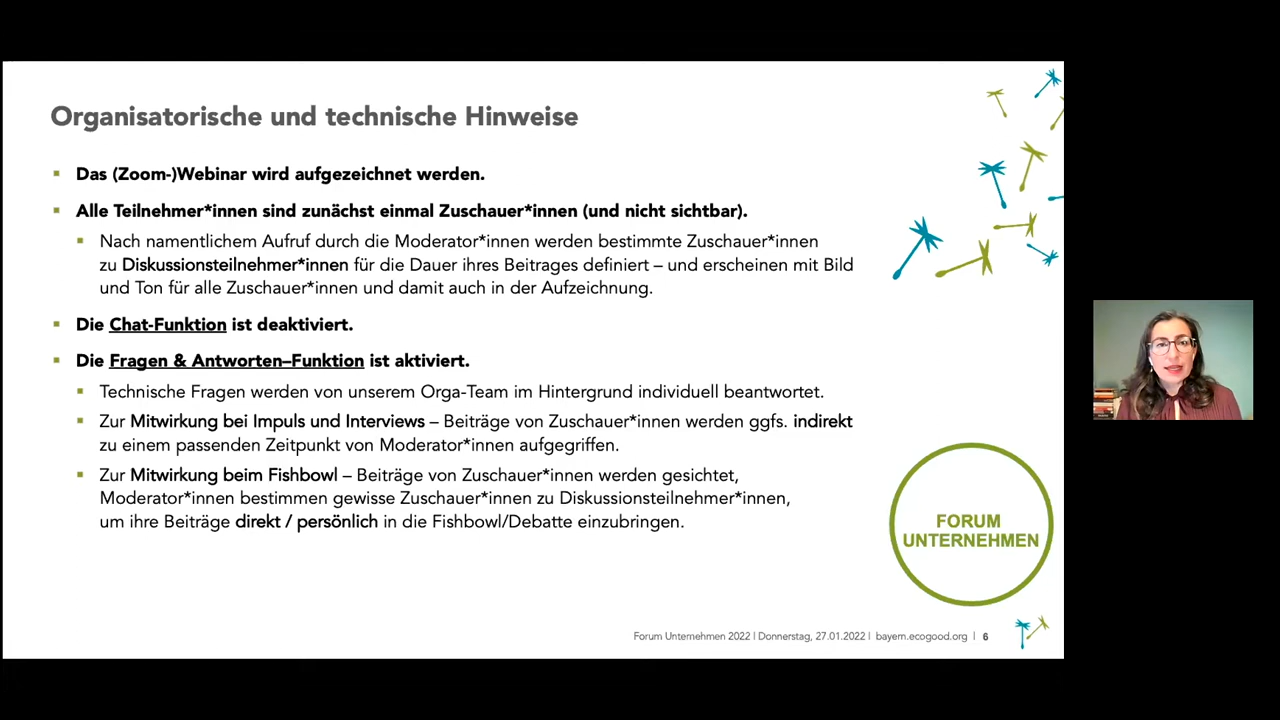 Organisatorische und technische Hinweise
Das (Zoom-)Webinar wird aufgezeichnet werden.
Alle Teilnehmer*innen sind zunächst einmal Zuschauer*innen (und nicht sichtbar).
Nach namentlichem Aufruf durch die Moderator*innen werden bestimmte Zuschauer*innen
zu Diskussionsteilnehmer*innen für die Dauer ihres Beitrages definiert – und erscheinen mit Bild
und Ton für alle Zuschauer*innen und damit auch in der Aufzeichnung.
Die Chat-Funktion ist deaktiviert.
Die Fragen & Antworten–Funktion ist aktiviert.
Technische Fragen werden von unserem Orga-Team im Hintergrund individuell beantwortet.
Zur Mitwirkung bei Impuls und Interviews – Beiträge von Zuschauer*innen werden ggfs. indirekt
zu einem passenden Zeitpunkt von Moderator*innen aufgegriffen.
Zur Mitwirkung beim Fishbowl – Beiträge von Zuschauer*innen werden gesichtet,
Moderator*innen bestimmen gewisse Zuschauer*innen zu Diskussionsteilnehmer*innen,
um ihre Beiträge direkt / persönlich in die Fishbowl/Debatte einzubringen.
FORUM
UNTERNEHMEN
Forum Unternehmen 2022 | Donnerstag, 27.01.2022 | bayern.ecogood.org | 6